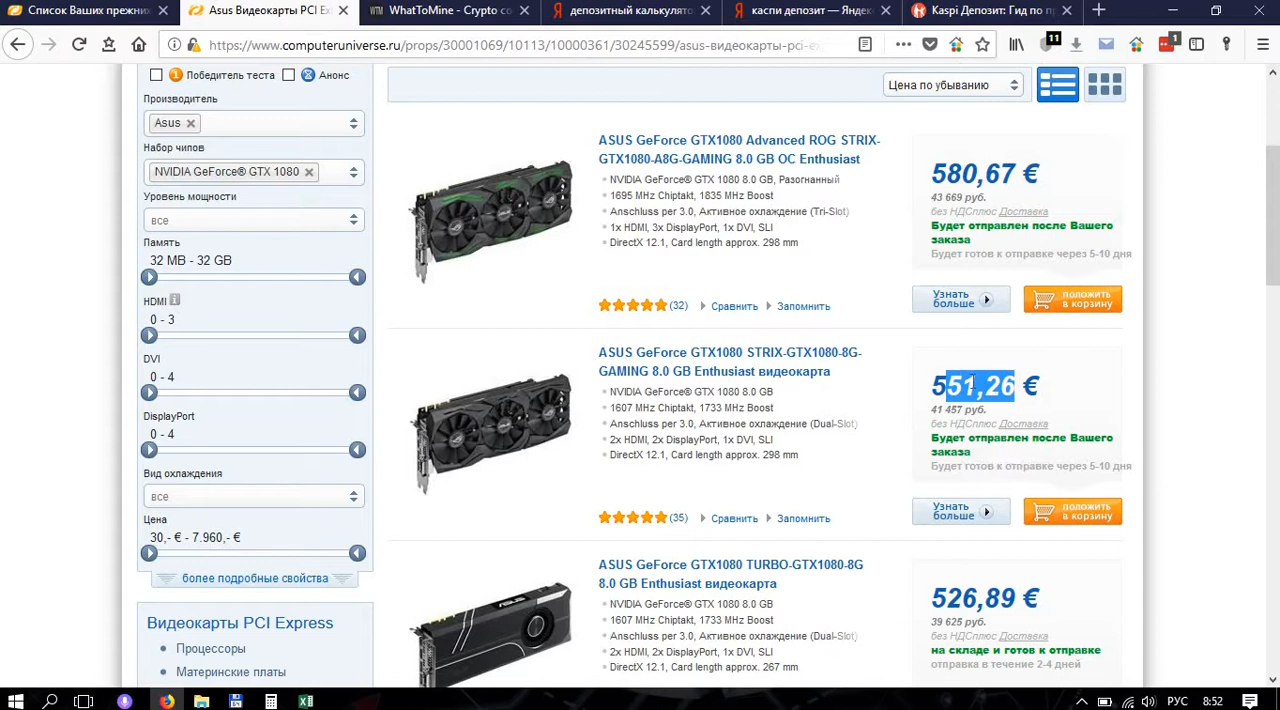 Список Ваших прежних
Asus Видеокарты PCI Ex
WhatToMine - Crypto co
депозитный калькулято
каспи депозит — Яндек
Kaspi Депозит: Гид по п
https://www.computeruniverse.ru/props/30001069/10113/10000361/30245599/asus-видеокарты-pci-ex
11
1
Победитель теста
Анонс
Производитель
Asus
Набор чипов
NVIDIA GeForce® GTX 1080
Уровень мощности
все
Память
32 MB - 32 GB
HDMI
0 - 3
DVI
0 - 4
DisplayPort
0 - 4
Вид охлаждения
все
Цена
30,- € - 7.960,- €
более подробные свойства
Видеокарты PCI Express
Процессоры
Материнские платы
Цена по убыванию
ASUS GeForce GTX1080 Advanced ROG STRIX-
GTX1080-A8G-GAMING 8.0 GB OC Enthusiast
NVIDIA GeForce® GTX 1080 8.0 GB, Разогнанный
1695 MHz Chiptakt, 1835 MHz Boost
Anschluss per 3.0, Активное охлаждение (Tri-Slot)
1x HDMI, 3x DisplayPort, 1x DVI, SLI
DirectX 12.1, Card length approx. 298 mm
(32)
Сравнить
Запомнить
580,67 €
43 669 руб.
без НДСплюс Доставка
Будет отправлен после Вашего
заказа
Будет готов к отправке через 5-10 дня
Узнать
больше
положить
в корзину
ASUS GeForce GTX1080 STRIX-GTX1080-8G-
GAMING 8.0 GB Enthusiast видеокарта
NVIDIA GeForce® GTX 1080 8.0 GB
1607 MHz Chiptakt, 1733 MHz Boost
Anschluss per 3.0, Активное охлаждение (Dual-Slot)
2x HDMI, 2x DisplayPort, 1x DVI, SLI
DirectX 12.1, Card length approx. 298 mm
(35)
Сравнить
Запомнить
551,26 €
41 457 руб.
без НДСплюс Доставка
Будет отправлен после Вашего
заказа
Будет готов к отправке через 5-10 дня
Узнать
больше
положить
в корзину
ASUS GeForce GTX1080 TURBO-GTX1080-8G
8.0 GB Enthusiast видеокарта
NVIDIA GeForce® GTX 1080 8.0 GB
1607 MHz Chiptakt, 1733 MHz Boost
Anschluss per 3.0, Активное охлаждение (Dual-Slot)
2x HDMI, 2x DisplayPort, 1x DVI, SLI
DirectX 12.1, Card length approx. 267 mm
526,89 €
39 625 руб.
без НДСплюс Доставка
на складе и готов к отправке
отправка в течение 2-4 дней
РУС
8:52